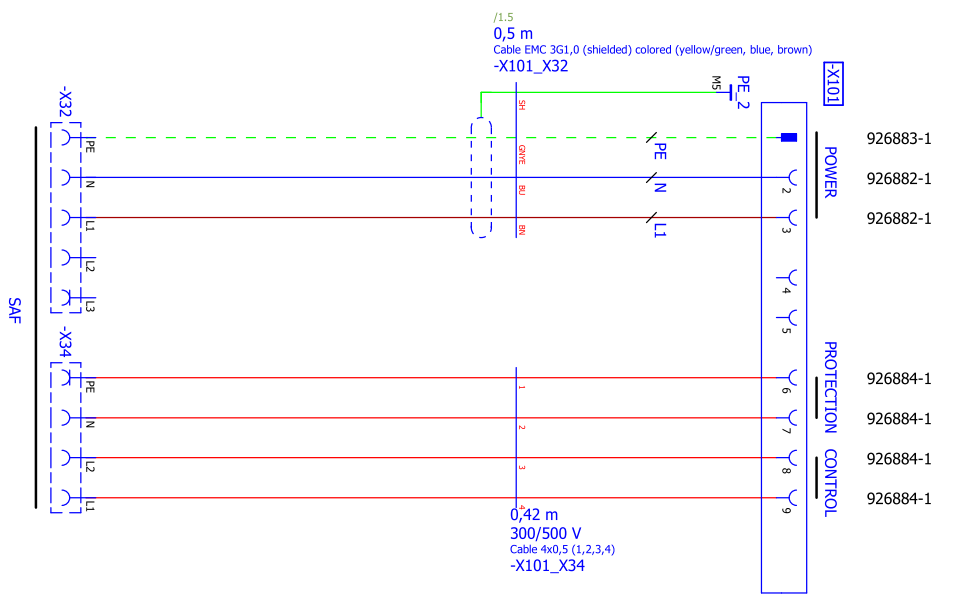 /1.5
0,5 m
Cable EMC 3G1,0 (shielded) colored (yellow/green, blue, brown)
-X101_X32
-X32
SH
M5
PE_2
-X101
PE
GNYE
PE
926883-1
N
BU
N
2
POWER
926882-1
L1
BN
L1
3
926882-1
L2
4
L3
5
SAF
-X34
PROTECTION
PE
1
6
926884-1
N
2
7
926884-1
L2
3
8
CONTROL
926884-1
L1
4
9
926884-1
0,42 m
300/500 V
Cable 4x0,5 (1,2,3,4)
-X101_X34